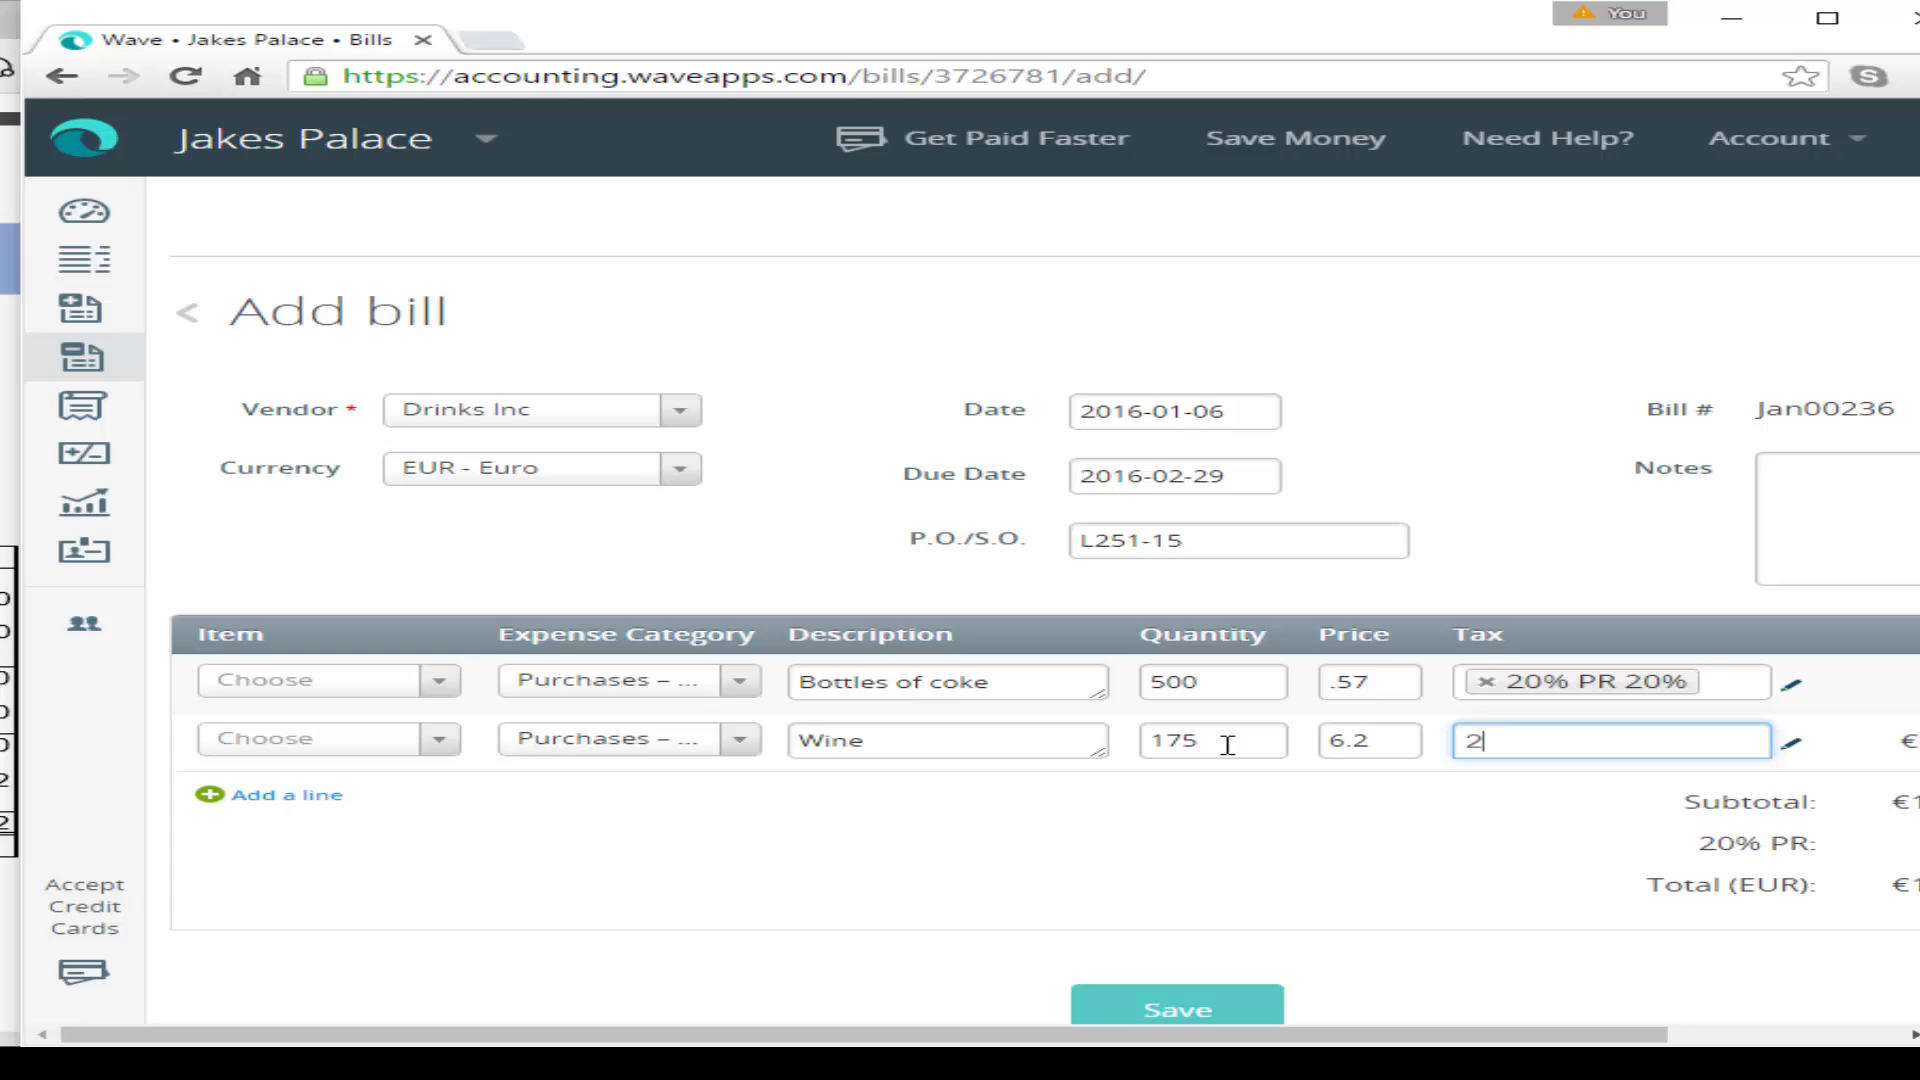 You
Wave • Jakes Palace • Bills
https://accounting.waveapps.com/bills/3726781/add/
Jakes Palace
Get Paid Faster
Save Money
Need Help?
Account
Add bill
Vendor *
Drinks Inc
Date
2016-01-06
Bill #
Jan00236
Currency
EUR - Euro
Due Date
2016-02-29
Notes
P.O./S.O.
L251-15
Item Expense Category Description Quantity Price Tax
Choose Purchases – ... Bottles of coke 500 .57 × 20% PR 20%
Choose Purchases – ... Wine 175 6.2 2 €
Add a line
Subtotal: €1
20% PR:
Total (EUR): €1
Accept
Credit
Cards
Save